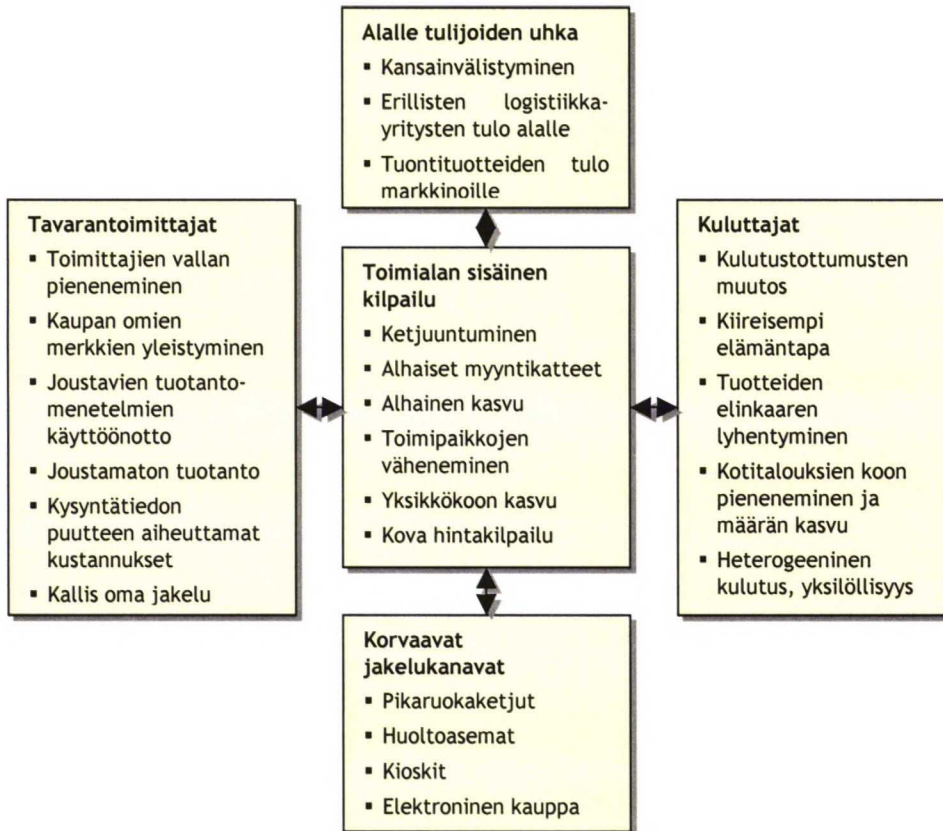 Alalle tulijoiden uhka
▪ Kansainvälistyminen
▪ Erillisten logistiikka-
yritysten tulo alalle
▪ Tuontituotteiden tulo
markkinoille
Tavarantoimittajat
▪ Toimittajien vallan
pieneneminen
▪ Kaupan omien
merkkien yleistyminen
▪ Joustavien tuotanto-
menetelmien
käyttöönotto
▪ Joustamaton tuotanto
▪ Kysyntätiedon
puutteen aiheuttamat
kustannukset
▪ Kallis oma jakelu
Toimialan sisäinen
kilpailu
▪ Ketjuuntuminen
▪ Alhaiset myyntikatteet
▪ Alhainen kasvu
▪ Toimipaikkojen
väheneminen
▪ Yksikkökoon kasvu
▪ Kova hintakilpailu
Kuluttajat
▪ Kulutustottumusten
muutos
▪ Kiireisempi
elämäntapa
▪ Tuotteiden
elinkaaren
lyhentyminen
▪ Kotitalouksien koon
pieneneminen ja
määrän kasvu
▪ Heterogeeninen
kulutus, yksilöllisyys
Korvaavat
jakelukanavat
▪ Pikaruokaketjut
▪ Huoltoasemat
▪ Kioskit
▪ Elektroninen kauppa